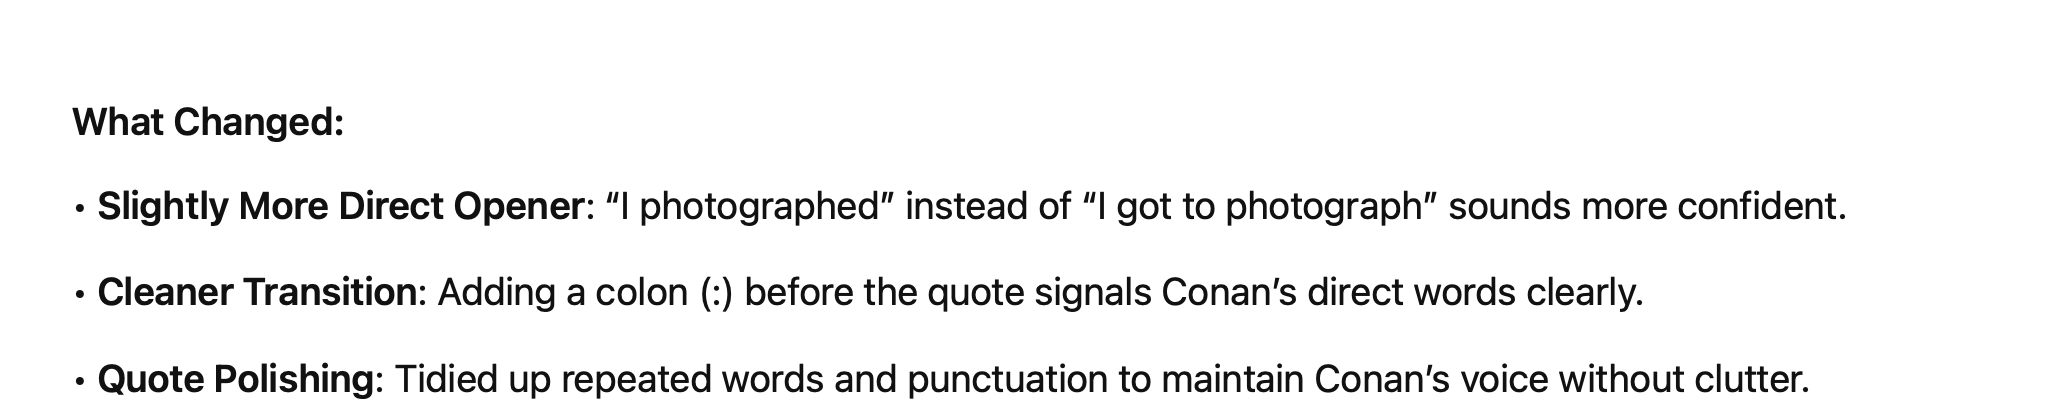 What Changed:
• Slightly More Direct Opener: “I photographed” instead of “I got to photograph” sounds more confident.
• Cleaner Transition: Adding a colon (:) before the quote signals Conan’s direct words clearly.
• Quote Polishing: Tidied up repeated words and punctuation to maintain Conan’s voice without clutter.